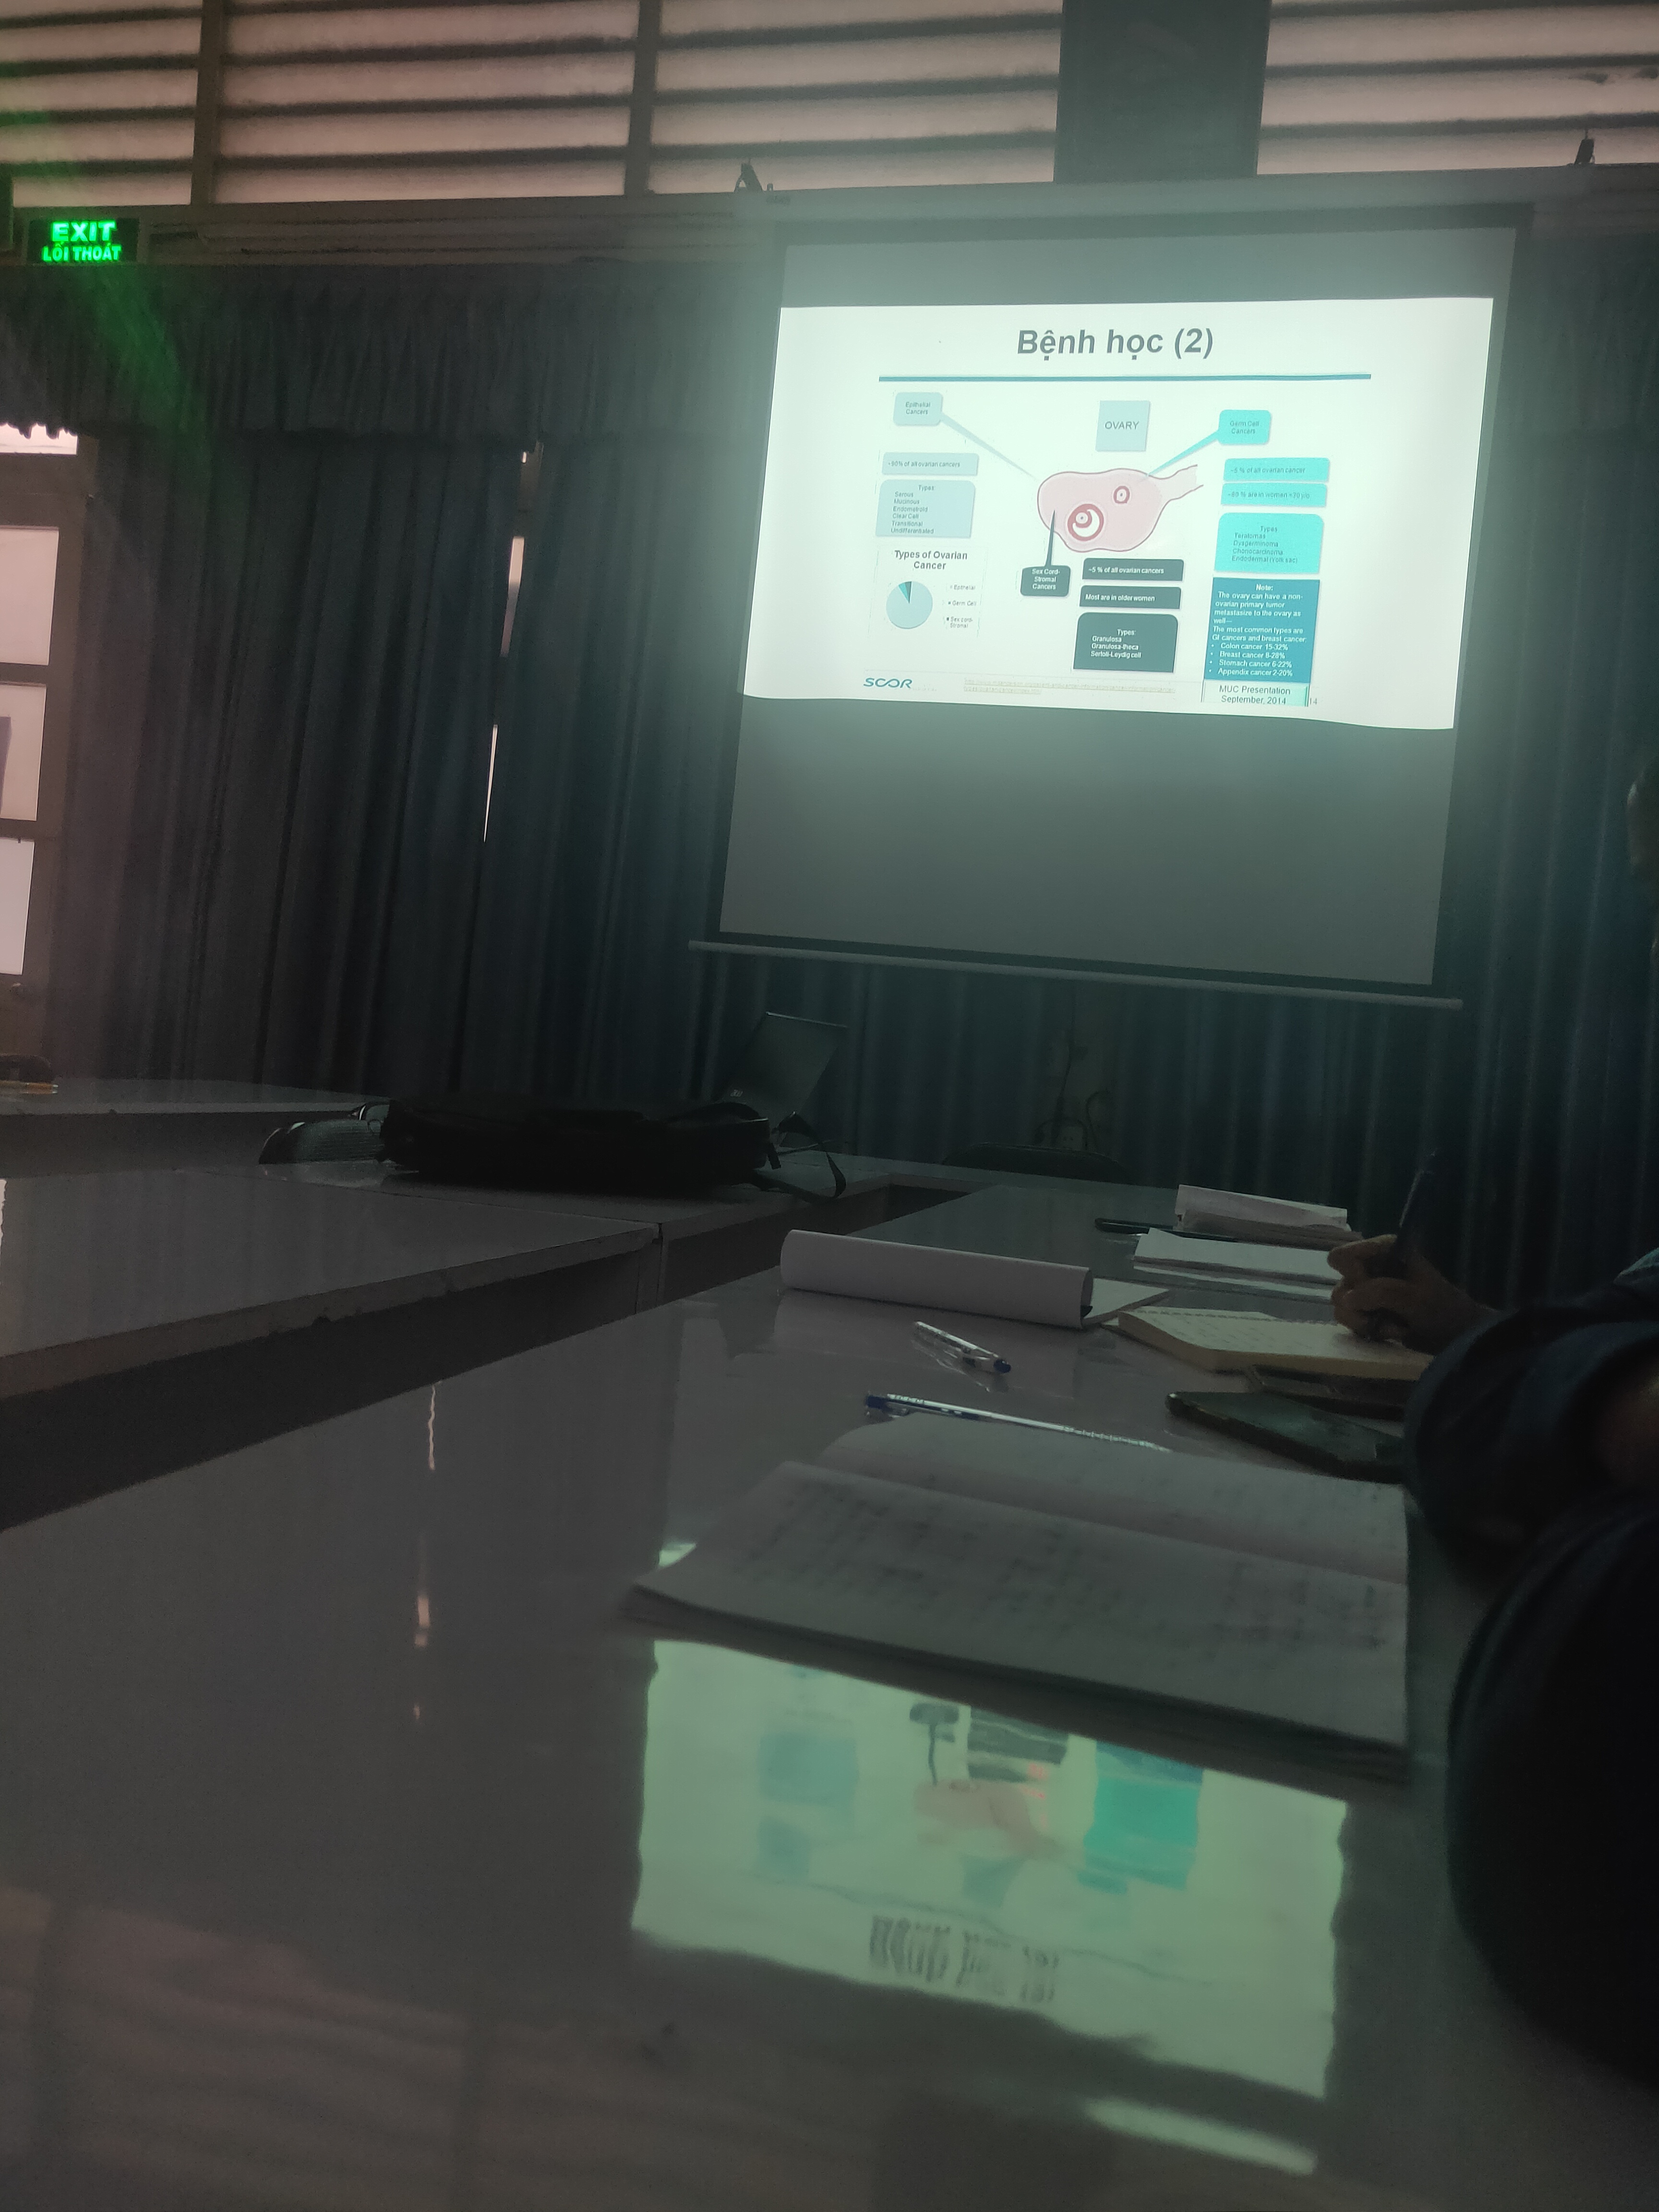 EXIT
LỐI THOÁT
Bệnh học (2)
Epithelial
Cancers
OVARY
Germ Cell
Cancers
of all ovarian cancers
Types
Serous
Mucinous
Endometroid
Clear Cell
Transitional
Undifferentiated
~5 % of all ovarian cancer
are in women
Types
Teratomas
Dysgerminoma
Choriocarcinoma
Endodermal (yolk sac)
Types of Ovarian
Cancer
Epithelial
Germ Cell
Sex cord-
Stromal
Sex Cord-
Stromal
Cancers
~5 % of all ovarian cancers
Most are in older women
Types:
Granulosa
Granulosa-theca
Sertoli-Leydig cell
Note:
The ovary can have a non-
ovarian primary tumor
metastasize to the ovary as
well—
The most common types are
GI cancers and breast cancer:
• Colon cancer 15-32%
• Breast cancer 8-28%
• Stomach cancer 6-22%
• Appendix cancer 2-20%
SCOR
MUC Presentation
September, 2014
14